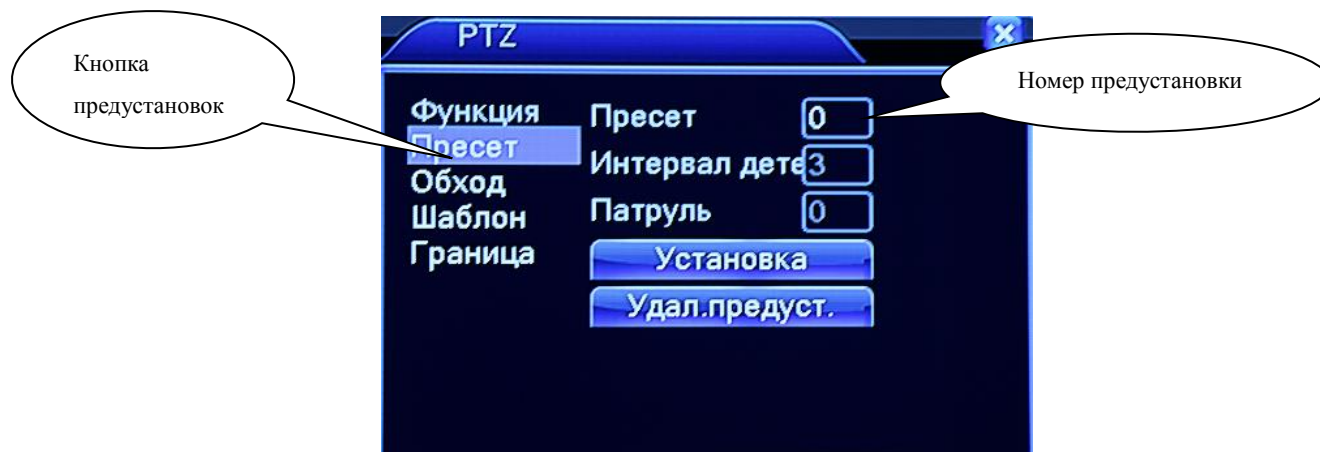 PTZ
Кнопка
предустановок
Номер предустановки
Функция
Пресет
Обход
Шаблон
Граница
Пресет 0
Интервал дете 3
Патруль 0
Установка
Удал.предуст.